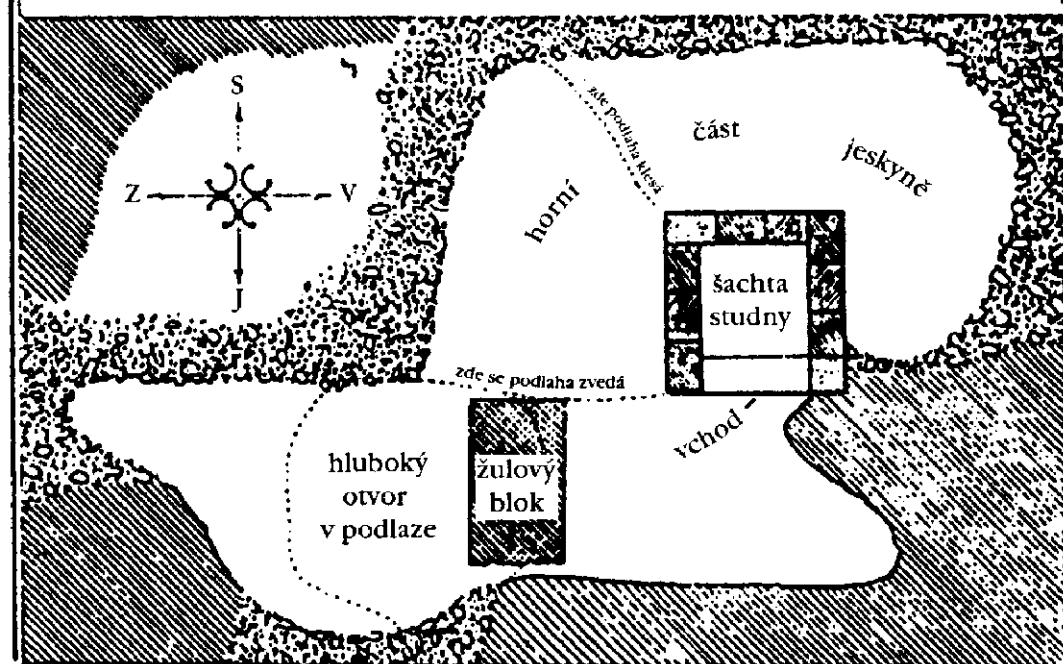 S
Z
V
J
zde podlaha klesá
horní
část
jeskyně
šachta
studny
zde se podlaha zvedá
vchod
hluboký
otvor
v podlaze
žulový
blok